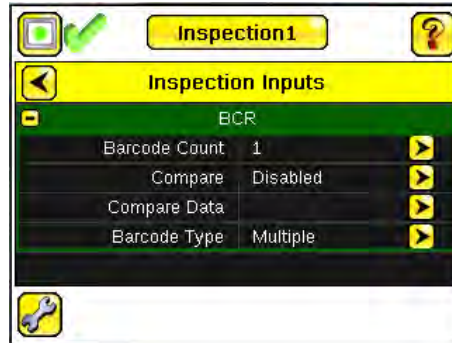 Inspection1
?
Inspection Inputs
BCR
Barcode Count 1
Compare Disabled
Compare Data
Barcode Type Multiple